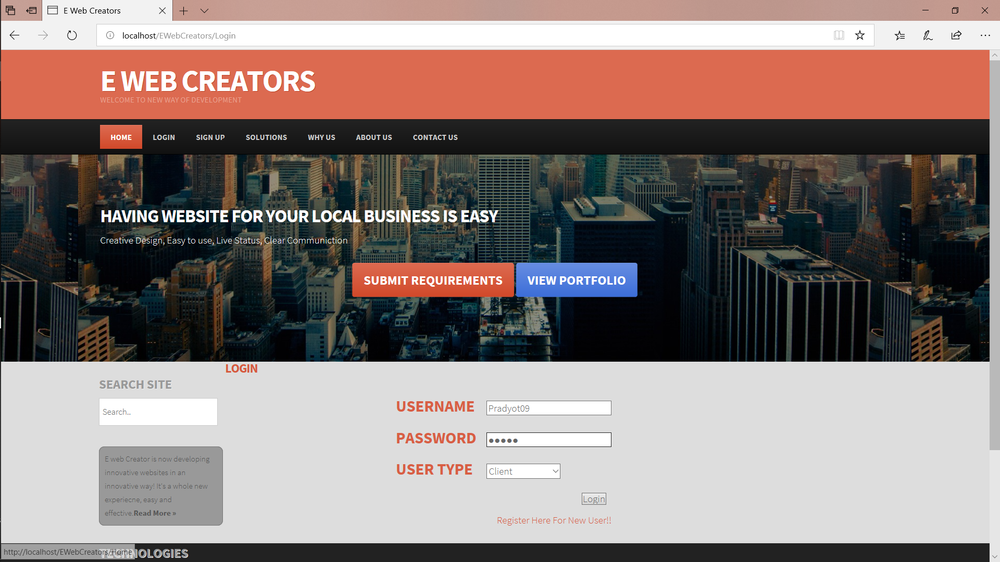 E Web Creators
localhost/EWebCreators/Login
E WEB CREATORS
WELCOME TO NEW WAY OF DEVELOPMENT
HOME LOGIN SIGN UP SOLUTIONS WHY US ABOUT US CONTACT US
HAVING WEBSITE FOR YOUR LOCAL BUSINESS IS EASY
Creative Design, Easy to use, Live Status, Clear Communiction
SUBMIT REQUIREMENTS VIEW PORTFOLIO
LOGIN
SEARCH SITE
Search..
USERNAME Pradyot09
PASSWORD ●●●●●
USER TYPE Client
Login
Register Here For New User!!
E web Creator is now developing
innovative websites in an
innovative way! It's a whole new
experiecne, easy and
effective.Read More »
TECHNOLOGIES
http://localhost/EWebCreators/Home